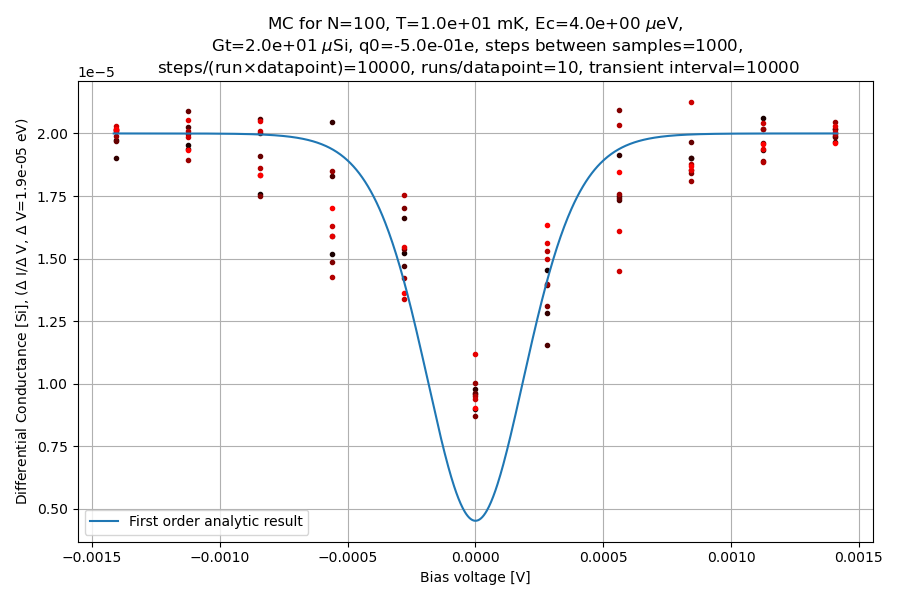 MC for N=100, T=1.0e+01 mK, Ec=4.0e+00 μeV,
Gt=2.0e+01 μSi, q0=-5.0e-01e, steps between samples=1000,
steps/(run×datapoint)=10000, runs/datapoint=10, transient interval=10000
1e−5
Differential Conductance [Si], (Δ I/Δ V, Δ V=1.9e-05 eV)
2.00
1.75
1.50
1.25
1.00
0.75
0.50
First order analytic result
−0.0015 −0.0010 −0.0005 0.0000 0.0005 0.0010 0.0015
Bias voltage [V]